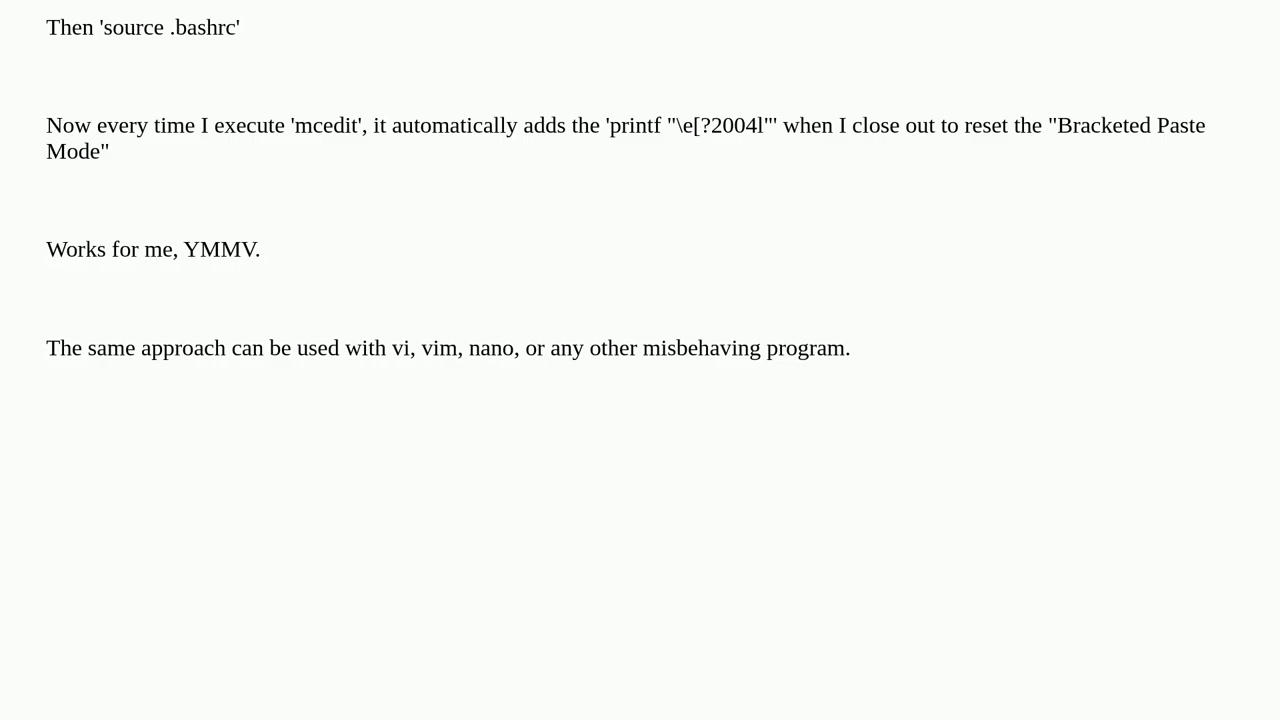 Then 'source .bashrc'
Now every time I execute 'mcedit', it automatically adds the 'printf "\e[?2004l"' when I close out to reset the "Bracketed Paste
Mode"
Works for me, YMMV.
The same approach can be used with vi, vim, nano, or any other misbehaving program.